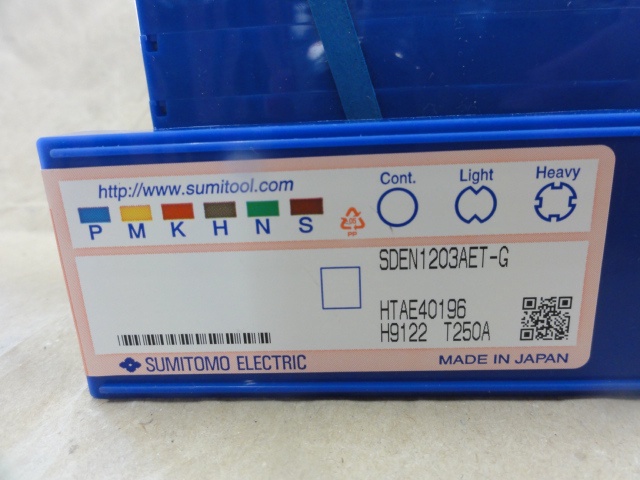 http://www.sumitool.com
P M K H N S
Cont. Light Heavy
SDEN1203AET-G
HTAE40196
H9122 T250A
SUMITOMO ELECTRIC
MADE IN JAPAN